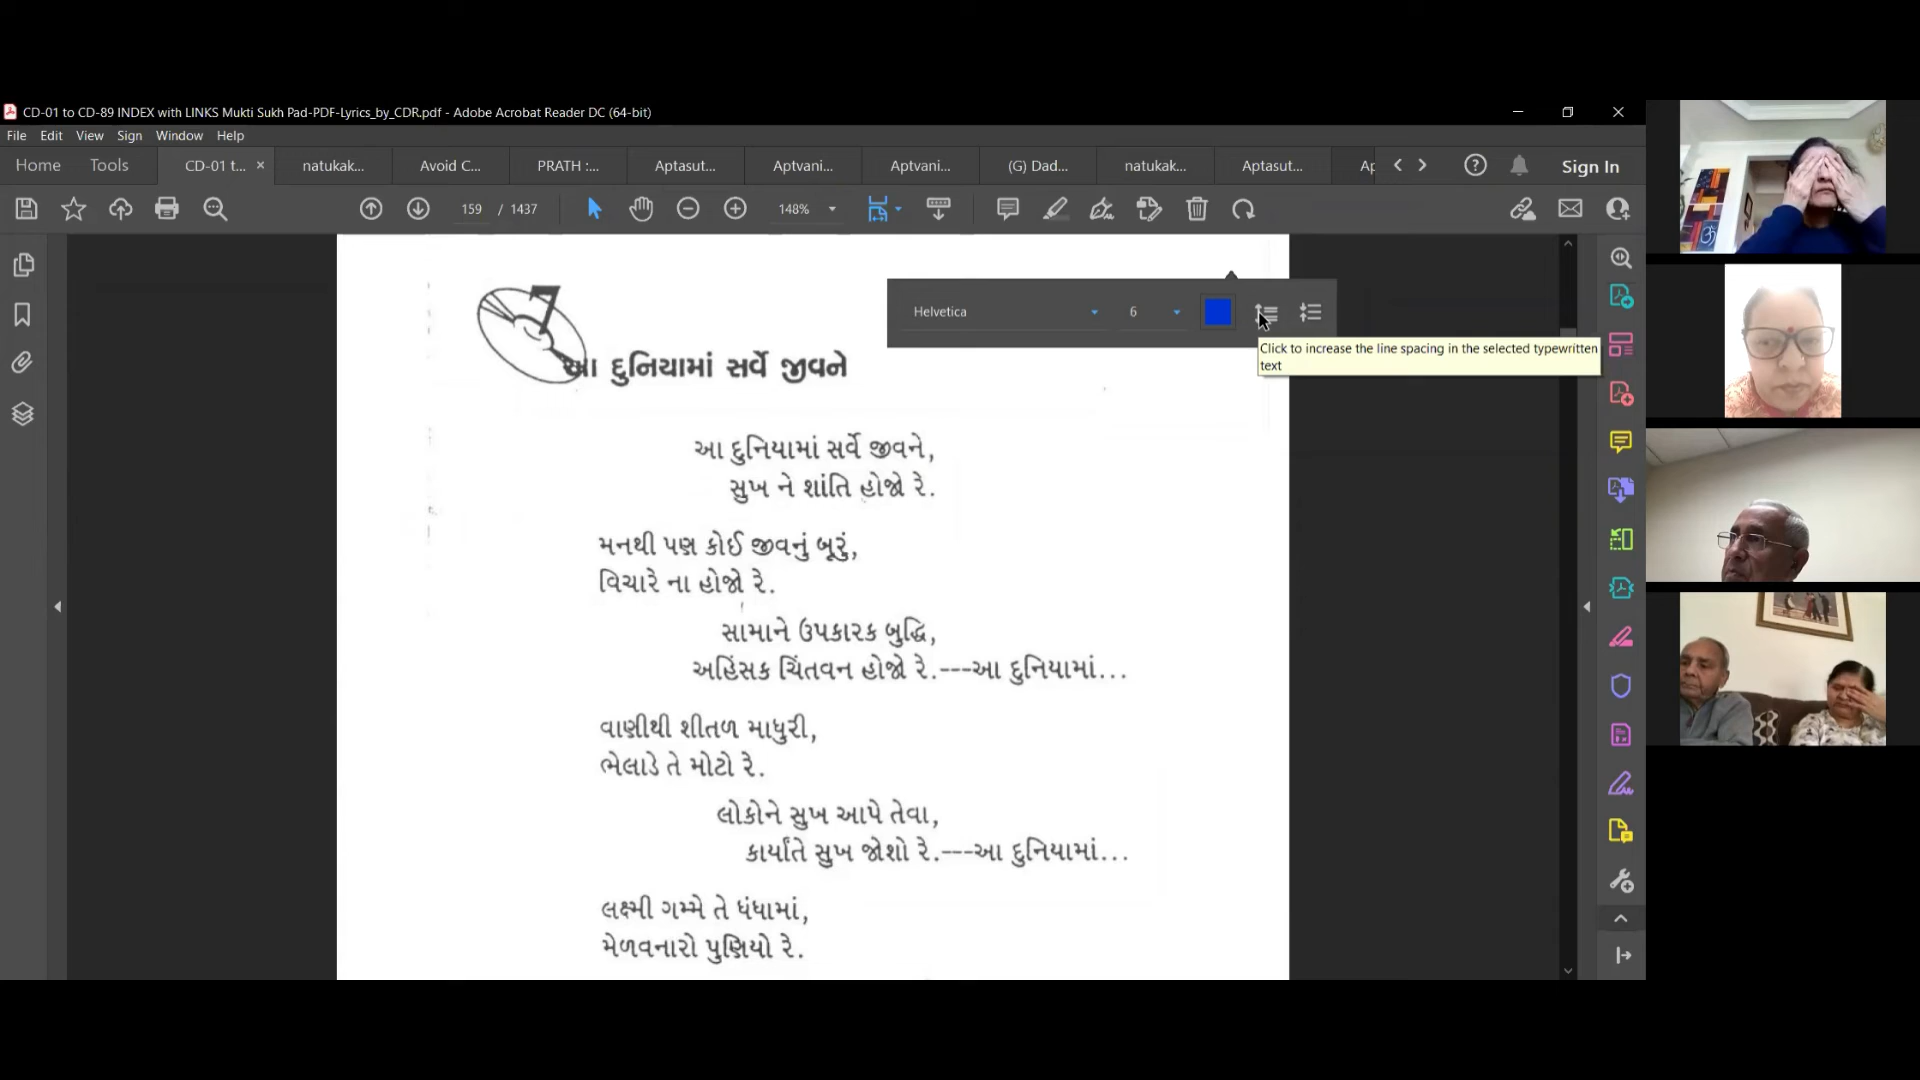 CD-01 to CD-89 INDEX with LINKS Mukti Sukh Pad-PDF-Lyrics_by_CDR.pdf - Adobe Acrobat Reader DC (64-bit)
File Edit View Sign Window Help
Home Tools CD-01 t... natukak... Avoid C... PRATH :... Aptasut... Aptvani... Aptvani... (G) Dad... natukak... Aptasut... Ap Sign In
159 / 1437 148%
Helvetica 6
Click to increase the line spacing in the selected typewritten
text
7
આ દુનિયામાં સર્વે જીવને
આ દુનિયામાં સર્વે જીવને,
સુખ ને શાંતિ હોજો રે.
મનથી પણ કોઈ જીવનું બૂરું,
વિચારે ના હોજો રે.
સામાને ઉપકારક બુદ્ધિ,
અહિંસક ચિંતવન હોજો રે.---આ દુનિયામાં...
વાણીથી શીતળ માધુરી,
ભેલાડે તે મોટો રે.
લોકોને સુખ આપે તેવા,
કાર્યાંતે સુખ જોશો રે.---આ દુનિયામાં...
લક્ષ્મી ગમ્મે તે ધંધામાં,
મેળવનારો પુણિયો રે.